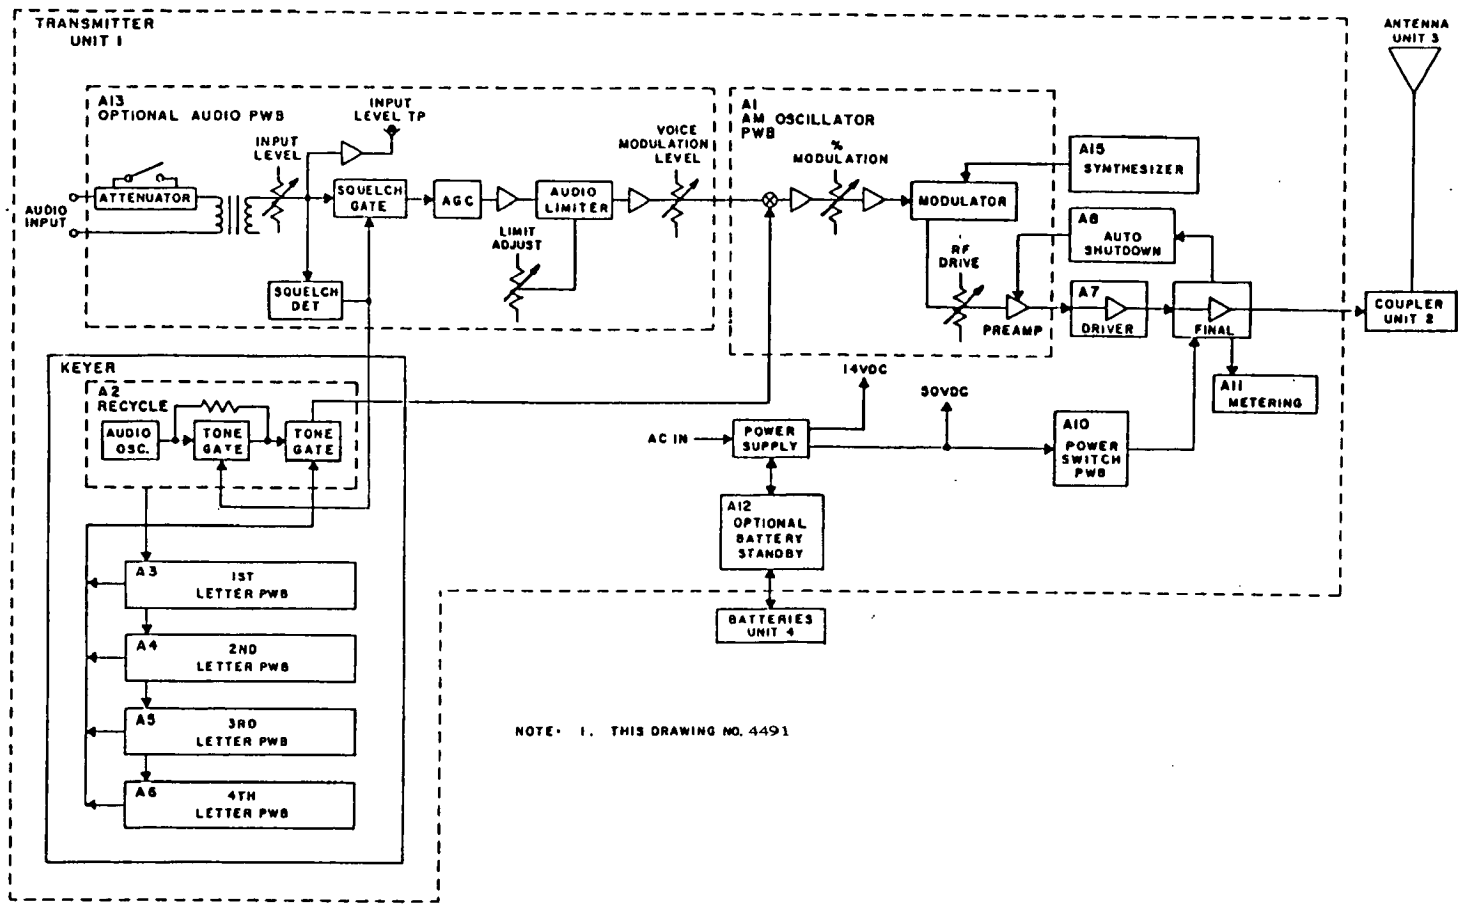 TRANSMITTER
UNIT 1
ANTENNA
UNIT 3
A13
OPTIONAL AUDIO PWB
INPUT
LEVEL TP
INPUT
LEVEL
VOICE
MODULATION
LEVEL
A1
AM OSCILLATOR
PWB
%
MODULATION
A15
SYNTHESIZER
ATTENUATOR
SQUELCH
GATE
AGC
AUDIO
LIMITER
MODULATOR
AUDIO
INPUT
LIMIT
ADJUST
RF
DRIVE
A8
AUTO
SHUTDOWN
SQUELCH
DET
PREAMP
A7
DRIVER
FINAL
COUPLER
UNIT 2
KEYER
A2
RECYCLE
AUDIO
OSC.
TONE
GATE
TONE
GATE
14VDC
50VDC
A11
METERING
AC IN
POWER
SUPPLY
A10
POWER
SWITCH
PWB
A12
OPTIONAL
BATTERY
STANDBY
A3
1ST
LETTER PWB
BATTERIES
UNIT 4
A4
2ND
LETTER PWB
A5
3RD
LETTER PWB
NOTE: 1. THIS DRAWING NO. 4491
A6
4TH
LETTER PWB